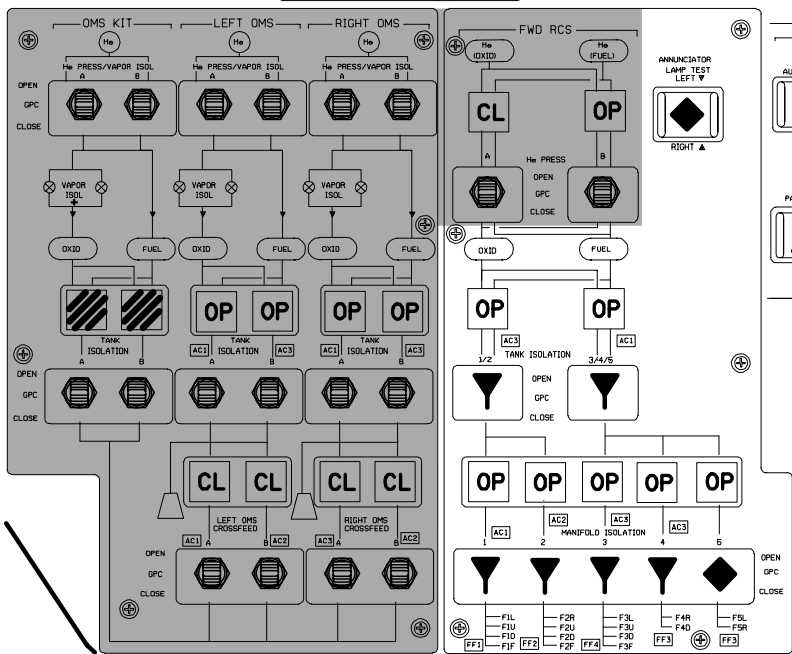 OMS KIT LEFT OMS RIGHT OMS FWD RCS
He He He He (OXID) He (FUEL)
He PRESS/VAPOR ISOL He PRESS/VAPOR ISOL He PRESS/VAPOR ISOL
A B A B A B
OPEN
GPC
CLOSE
CL OP
A He PRESS B
OPEN
GPC
CLOSE
ANNUNCIATOR
LAMP TEST
LEFT ▼
RIGHT ▲
AU
PA
VAPOR ISOL + VAPOR ISOL VAPOR ISOL
OXID FUEL OXID FUEL OXID FUEL OXID FUEL
OP OP OP OP OP OP
TANK ISOLATION TANK ISOLATION TANK ISOLATION
A B AC1 A B AC3 AC1 A B AC3
AC3 AC1
1/2 TANK ISOLATION 3/4/5
OPEN
GPC
CLOSE
OPEN
GPC
CLOSE
CL CL CL CL OP OP OP OP OP
LEFT OMS CROSSFEED RIGHT OMS CROSSFEED
AC1 A B AC2 AC3 A B AC2
AC1 AC2 AC3 AC3
MANIFOLD ISOLATION
1 2 3 4 5
OPEN
GPC
CLOSE
OPEN
GPC
CLOSE
F1L F2R F3L F4R F5L
F1U F2U F3U F4D F5R
F1D F2D F3D
F1F F2F F3F
FF1 FF2 FF4 FF3 FF3